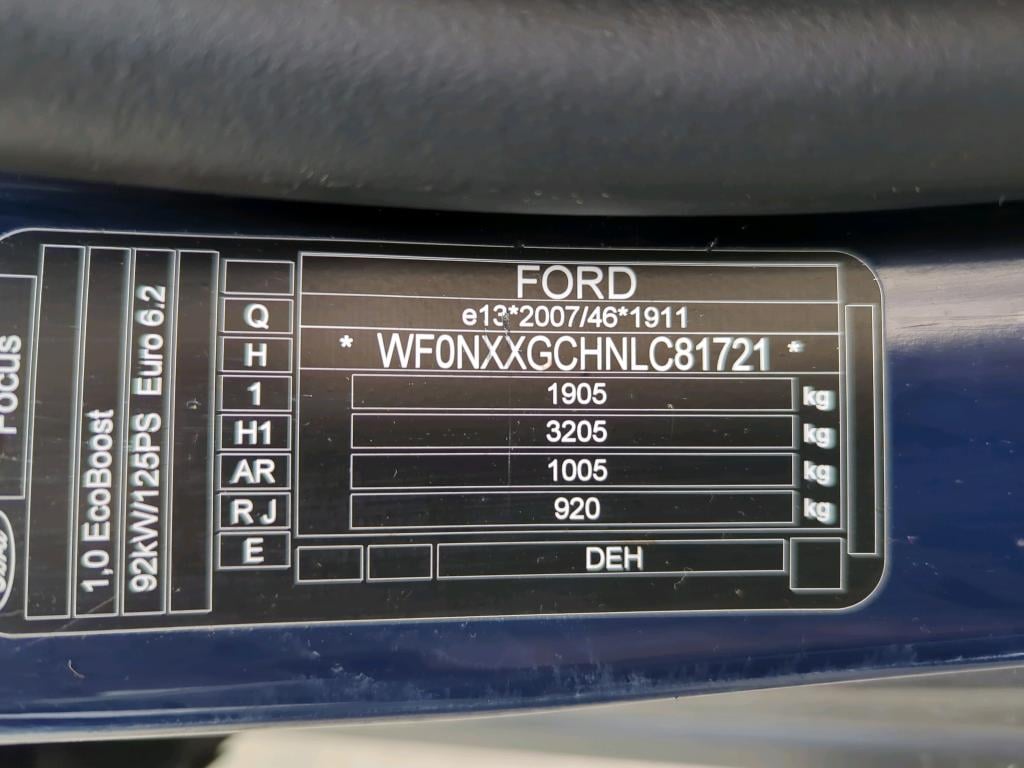 FORD
Q e13*2007/46*1911
H * WF0NXXGCHNLC81721 *
1 1905 kg
H1 3205 kg
AR 1005 kg
RJ 920 kg
E DEH
Focus
Ford
1,0 EcoBoost
92kW/125PS Euro 6.2